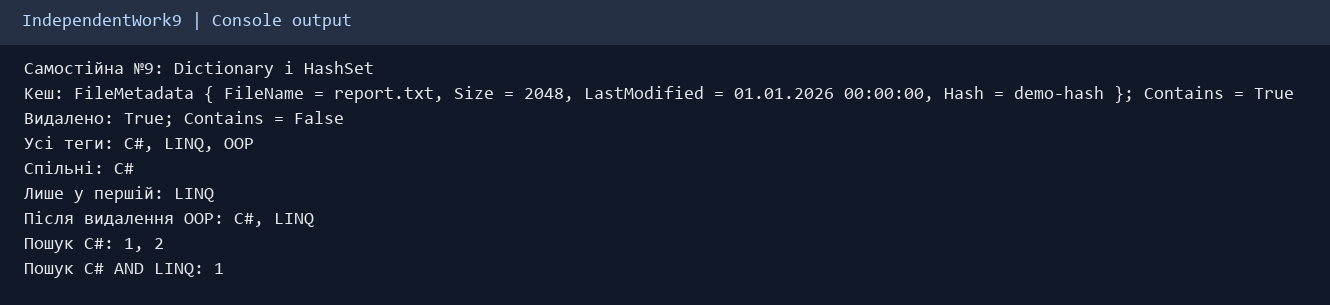 IndependentWork9 | Console output
Самостійна №9: Dictionary і HashSet
Кеш: FileMetadata { FileName = report.txt, Size = 2048, LastModified = 01.01.2026 00:00:00, Hash = demo-hash }; Contains = True
Видалено: True; Contains = False
Усі теги: C#, LINQ, OOP
Спільні: C#
Лише у першій: LINQ
Після видалення OOP: C#, LINQ
Пошук C#: 1, 2
Пошук C# AND LINQ: 1